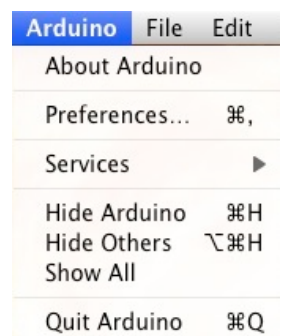 Arduino File Edit
About Arduino
Preferences... ⌘,
Services ▶
Hide Arduino ⌘H
Hide Others ⌥⌘H
Show All
Quit Arduino ⌘Q